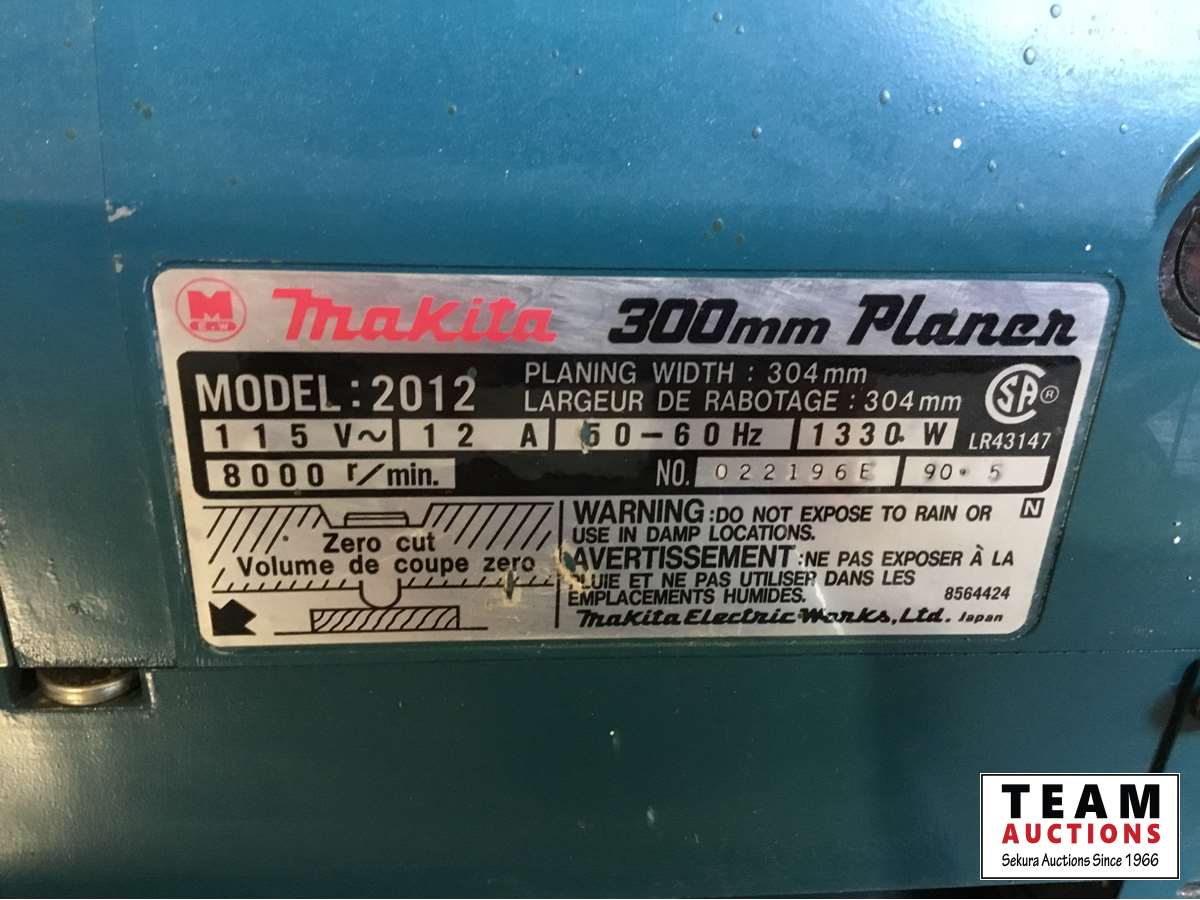 M
E.W
makita 300mm Planer
MODEL:2012
PLANING WIDTH : 304mm
LARGEUR DE RABOTAGE : 304mm
CSA ®
115 V~ 12 A 50-60 Hz 1330 W LR43147
8000 r/min. NO. 022196E 90 5
Zero cut
Volume de coupe zero
WARNING:DO NOT EXPOSE TO RAIN OR N
USE IN DAMP LOCATIONS.
AVERTISSEMENT:NE PAS EXPOSER À LA
PLUIE ET NE PAS UTILISER DANS LES
EMPLACEMENTS HUMIDES. 8564424
Makita Electric Works, Ltd. Japan
TEAM
AUCTIONS
Sekura Auctions Since 1966